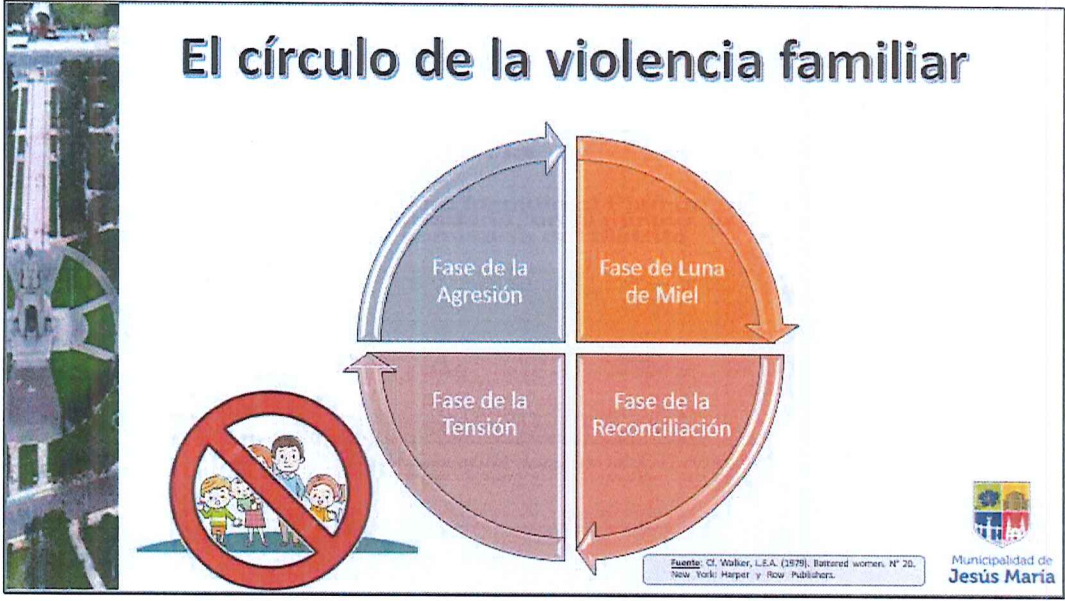 El círculo de la violencia familiar
Fase de la
Agresión
Fase de Luna
de Miel
Fase de la
Tensión
Fase de la
Reconciliación
Fuente: Cf. Walker, L.E.A. (1979). Battered women, N° 20,
New York: Harper y Row Publishers.
Municipalidad de
Jesús María